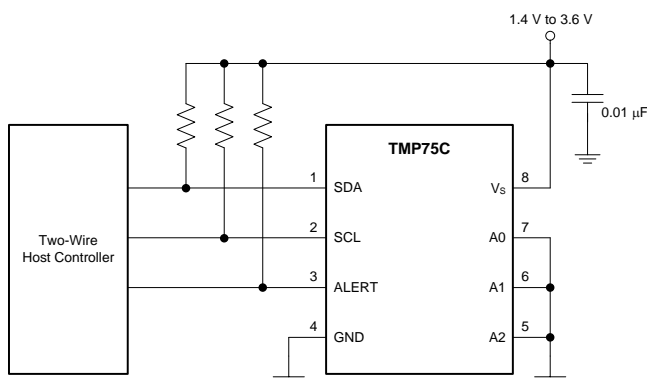 1.4 V to 3.6 V
0.01 μF
TMP75C
Two-Wire
Host Controller
1 SDA
2 SCL
3 ALERT
4 GND
Vs 8
A0 7
A1 6
A2 5